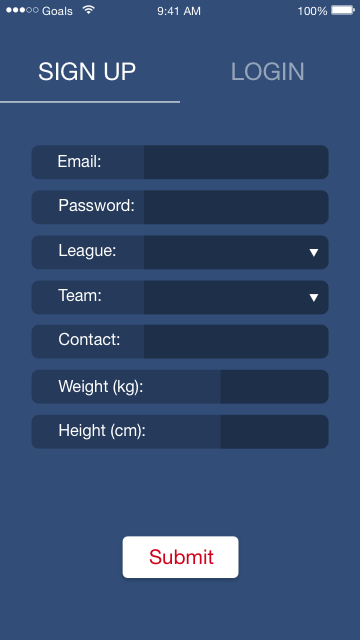 Goals 9:41 AM 100%
SIGN UP LOGIN
Email:
Password:
League:
Team:
Contact:
Weight (kg):
Height (cm):
Submit